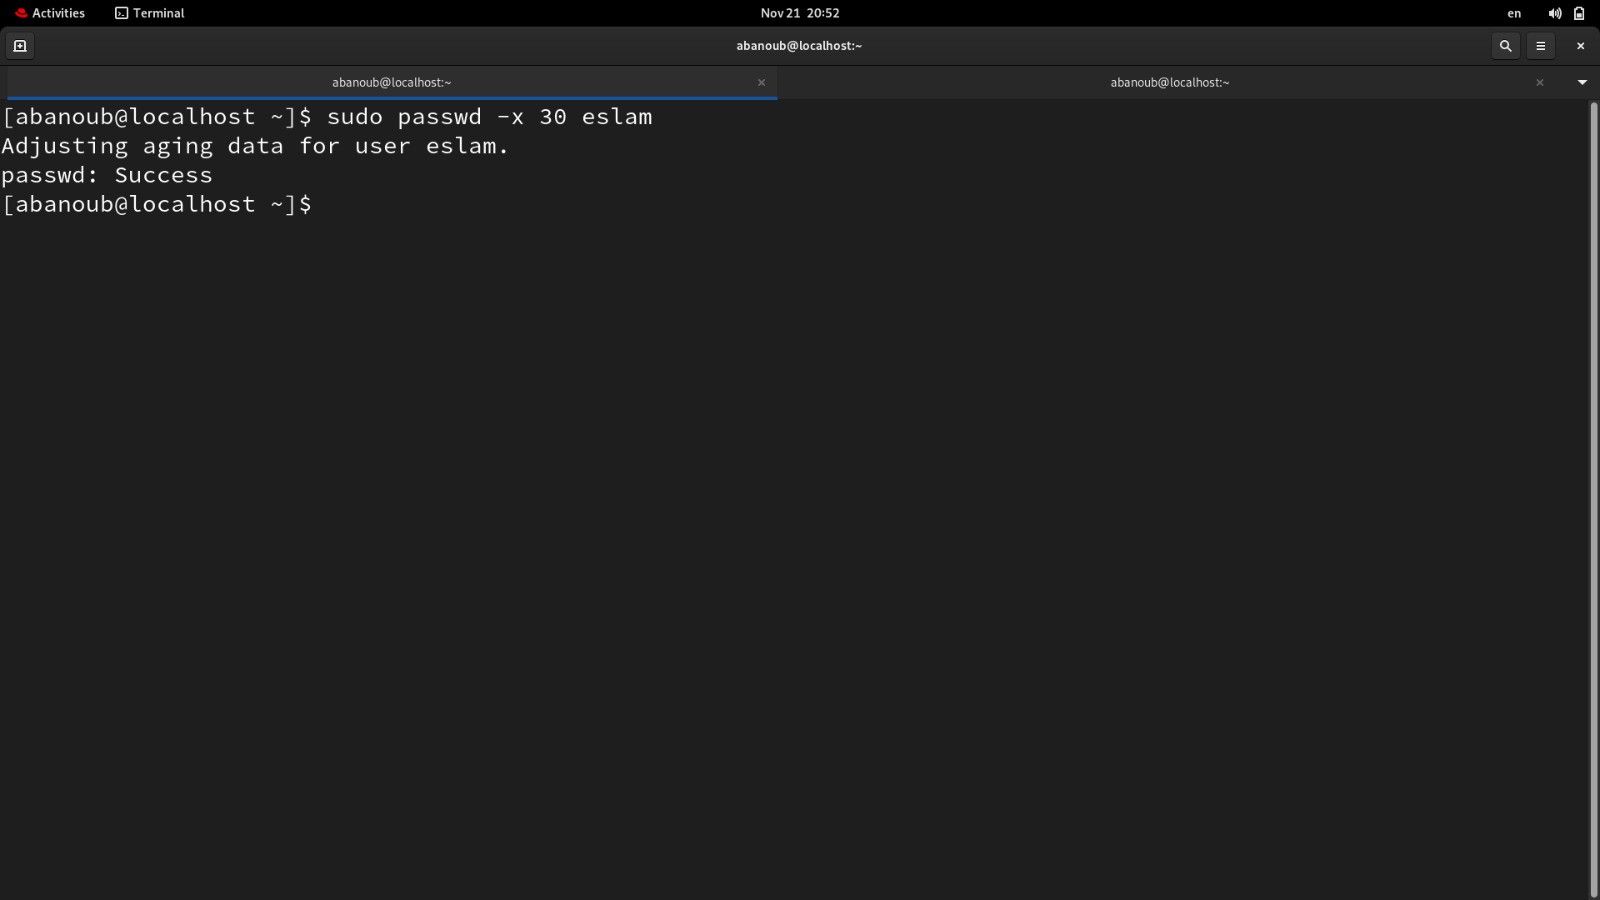 Activities Terminal Nov 21 20:52 en
abanoub@localhost:~
abanoub@localhost:~ abanoub@localhost:~
[abanoub@localhost ~]$ sudo passwd -x 30 eslam
Adjusting aging data for user eslam.
passwd: Success
[abanoub@localhost ~]$